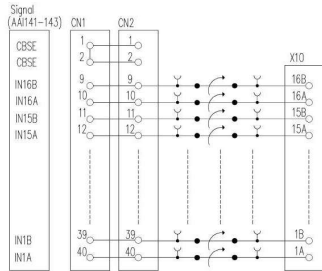 Signal
(AAI141-143) CN1 CN2
CBSE 1 1
CBSE 2 2
X10
IN16B 9 9 16B
IN16A 10 10 16A
IN15B 11 11 15B
IN15A 12 12 15A
IN1B 39 39 1B
IN1A 40 40 1A